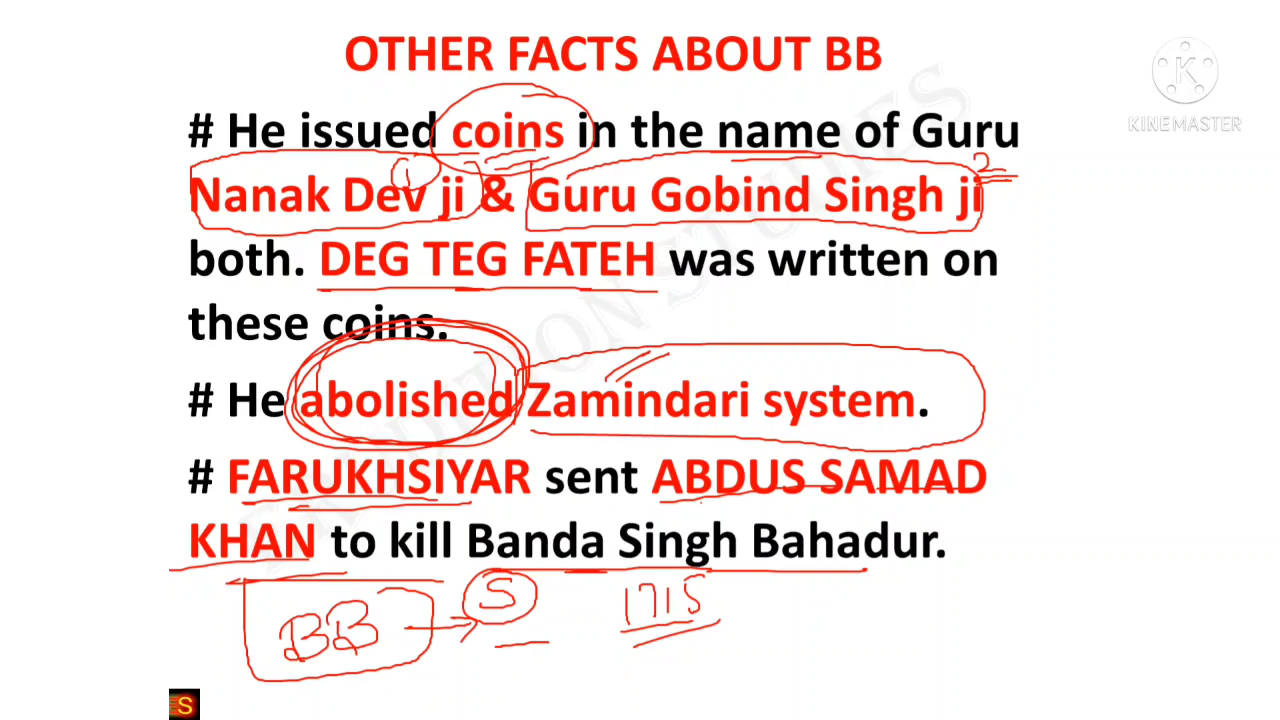 OTHER FACTS ABOUT BB
# He issued coins in the name of Guru
Nanak Dev ji & Guru Gobind Singh ji
both. DEG TEG FATEH was written on
these coins.
# He abolished Zamindari system.
# FARUKHSIYAR sent ABDUS SAMAD
KHAN to kill Banda Singh Bahadur.
BB → S 1715
K
KINEMASTER
S